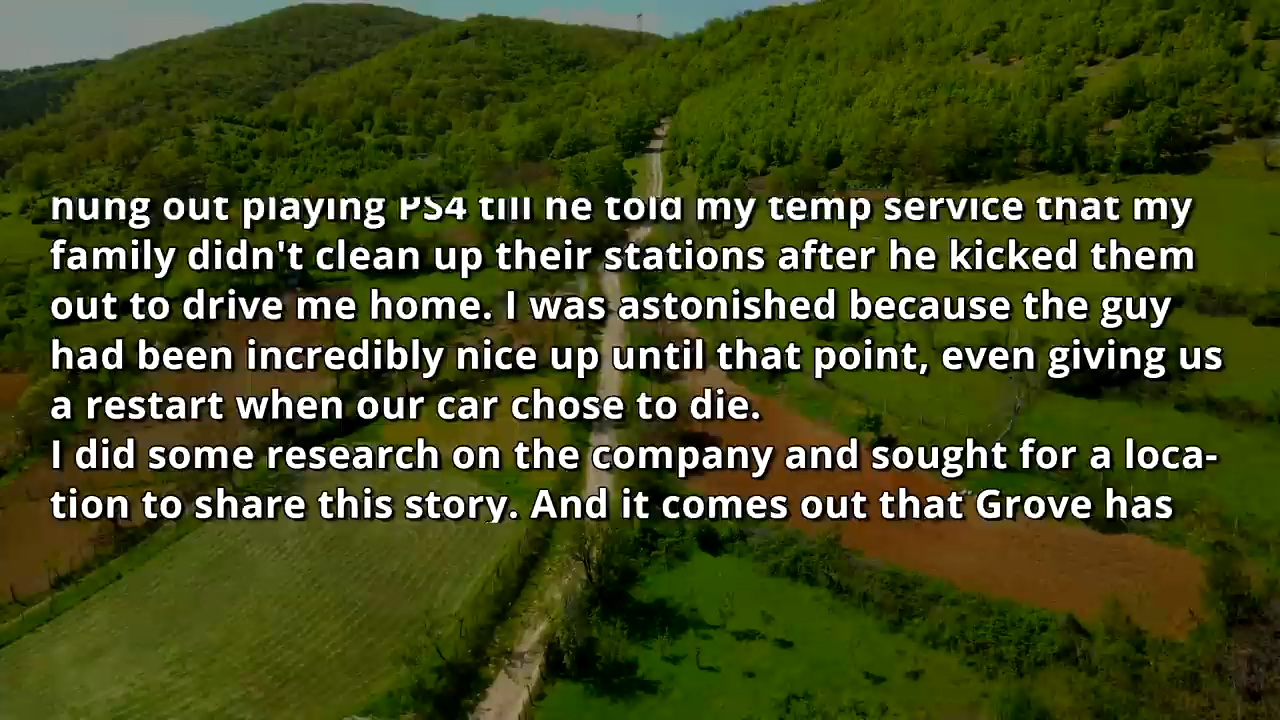 hung out playing PS4 till he told my temp service that my
family didn't clean up their stations after he kicked them
out to drive me home. I was astonished because the guy
had been incredibly nice up until that point, even giving us
a restart when our car chose to die.
I did some research on the company and sought for a loca-
tion to share this story. And it comes out that Grove has